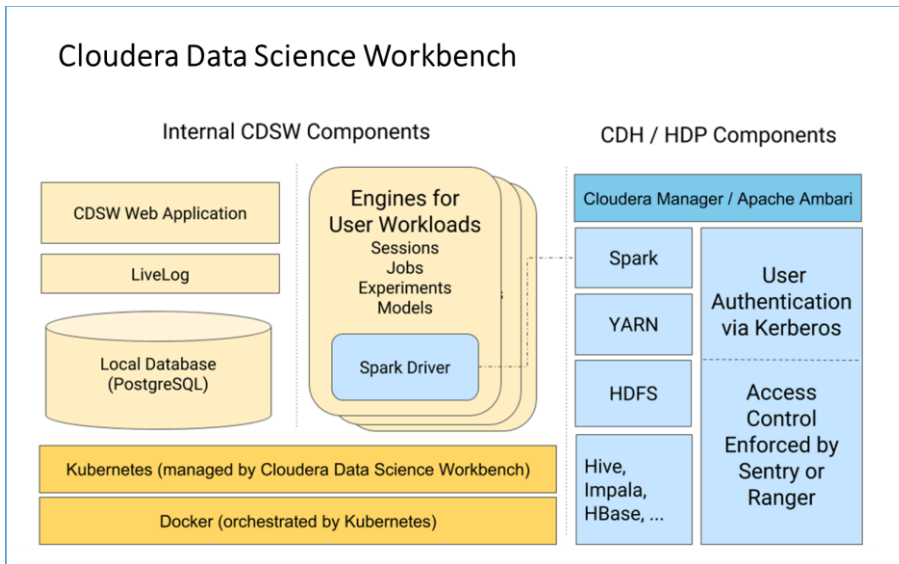 Cloudera Data Science Workbench
Internal CDSW Components
CDSW Web Application
LiveLog
Local Database
(PostgreSQL)
Engines for
User Workloads
Sessions
Jobs
Experiments
Models
Spark Driver
Kubernetes (managed by Cloudera Data Science Workbench)
Docker (orchestrated by Kubernetes)
CDH / HDP Components
Cloudera Manager / Apache Ambari
Spark
YARN
HDFS
Hive,
Impala,
HBase, ...
User
Authentication
via Kerberos
Access
Control
Enforced by
Sentry or
Ranger